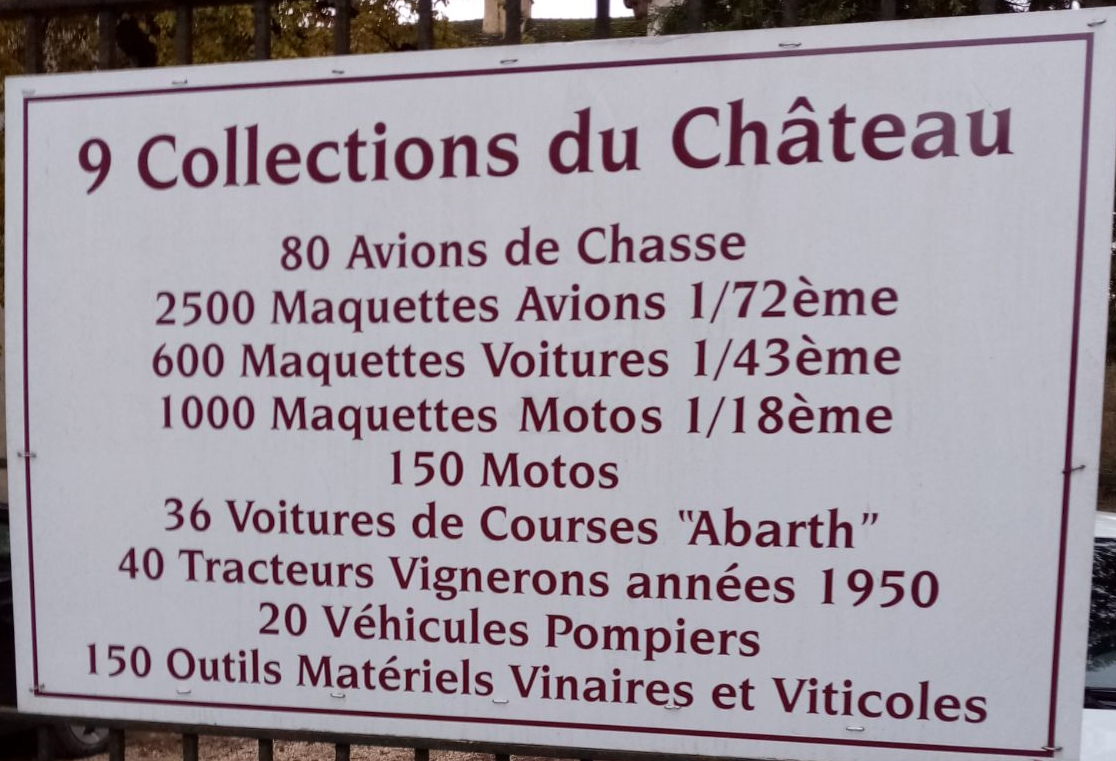 9 Collections du Château
80 Avions de Chasse
2500 Maquettes Avions 1/72ème
600 Maquettes Voitures 1/43ème
1000 Maquettes Motos 1/18ème
150 Motos
36 Voitures de Courses "Abarth"
40 Tracteurs Vignerons années 1950
20 Véhicules Pompiers
150 Outils Matériels Vinaires et Viticoles